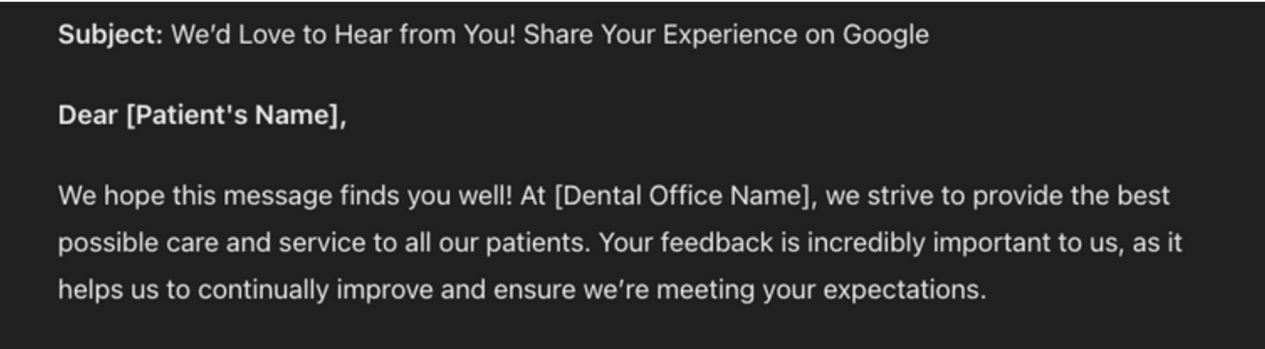 Subject: We’d Love to Hear from You! Share Your Experience on Google
Dear [Patient's Name],
We hope this message finds you well! At [Dental Office Name], we strive to provide the best
possible care and service to all our patients. Your feedback is incredibly important to us, as it
helps us to continually improve and ensure we’re meeting your expectations.